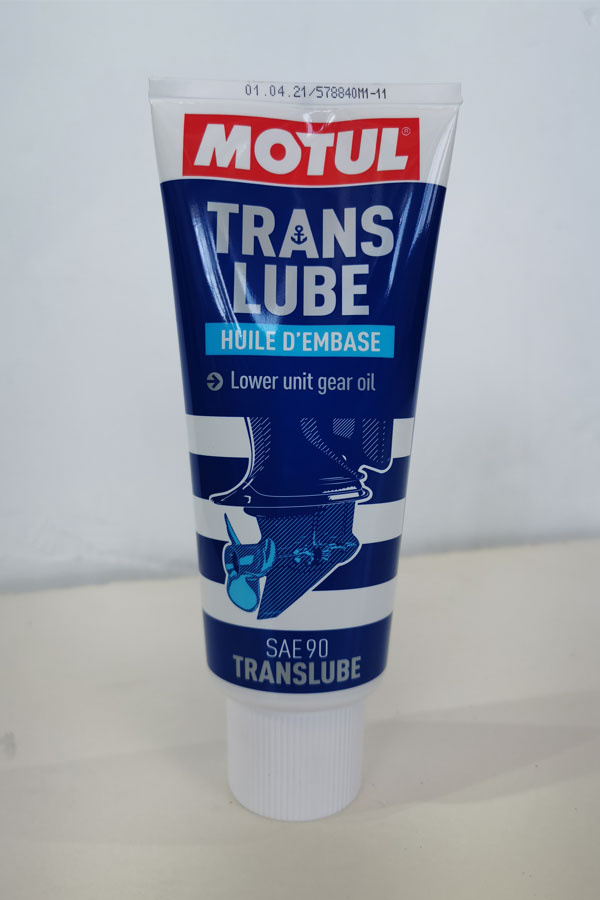 01.04.21/578840M1-11
MOTUL®
TRANS
LUBE
HUILE D'EMBASE
Lower unit gear oil
SAE 90
TRANSLUBE